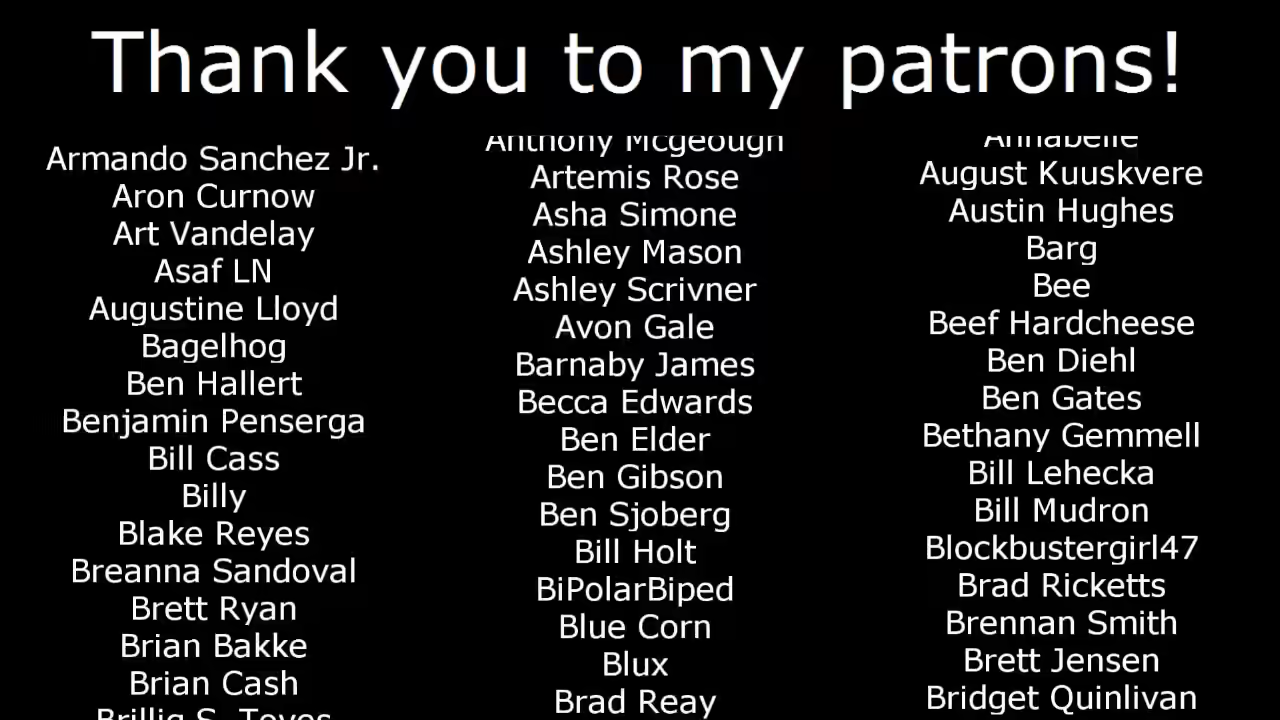 Thank you to my patrons!
Armando Sanchez Jr.
Aron Curnow
Art Vandelay
Asaf LN
Augustine Lloyd
Bagelhog
Ben Hallert
Benjamin Penserga
Bill Cass
Billy
Blake Reyes
Breanna Sandoval
Brett Ryan
Brian Bakke
Brian Cash
Brillig S. Toves
Anthony Mcgeough
Artemis Rose
Asha Simone
Ashley Mason
Ashley Scrivner
Avon Gale
Barnaby James
Becca Edwards
Ben Elder
Ben Gibson
Ben Sjoberg
Bill Holt
BiPolarBiped
Blue Corn
Blux
Brad Reay
Annabelle
August Kuuskvere
Austin Hughes
Barg
Bee
Beef Hardcheese
Ben Diehl
Ben Gates
Bethany Gemmell
Bill Lehecka
Bill Mudron
Blockbustergirl47
Brad Ricketts
Brennan Smith
Brett Jensen
Bridget Quinlivan